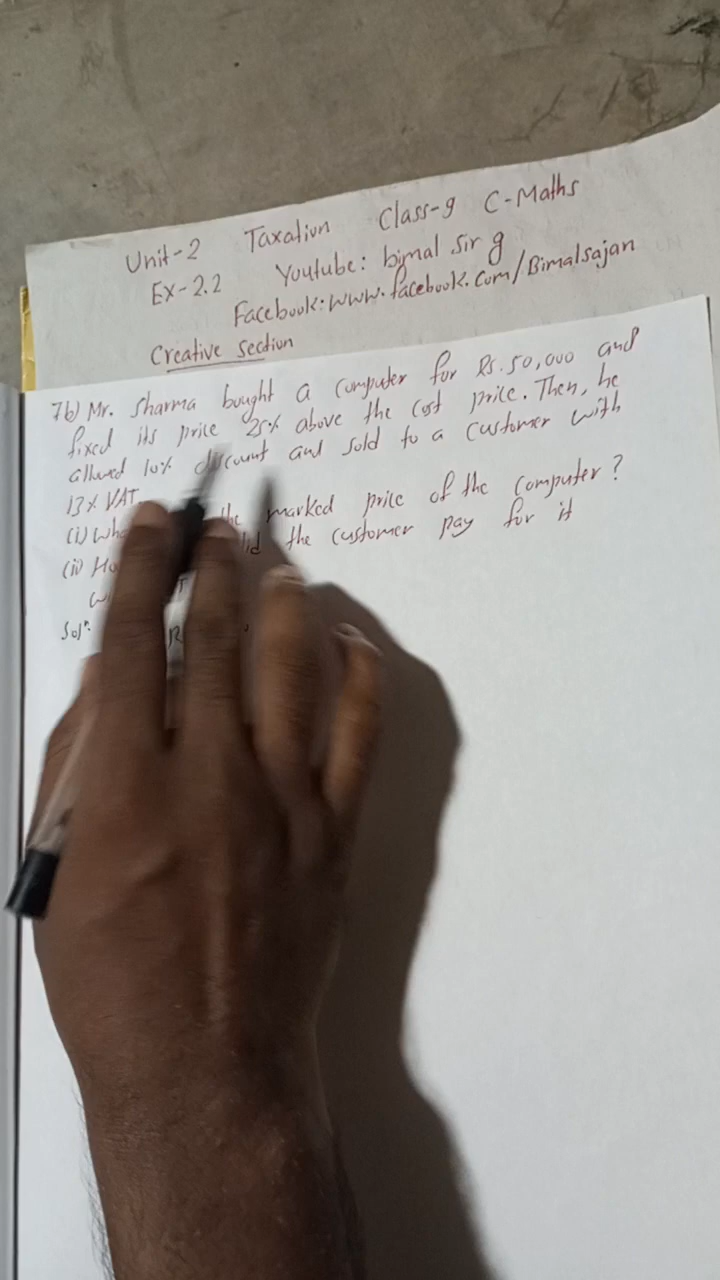 Unit-2 Taxation Class-9 C-Maths
Ex-2.2 Youtube: bimal sir g
Facebook: www.facebook.com/Bimalsajan
Creative section
7b) Mr. Sharma bought a computer for Rs. 50,000 and
fixed its price 25% above the cost price. Then, he
allowed 10% discount and sold to a customer with
13% VAT
(i) the marked price of the computer?
(ii) the customer pay for it
Solⁿ: